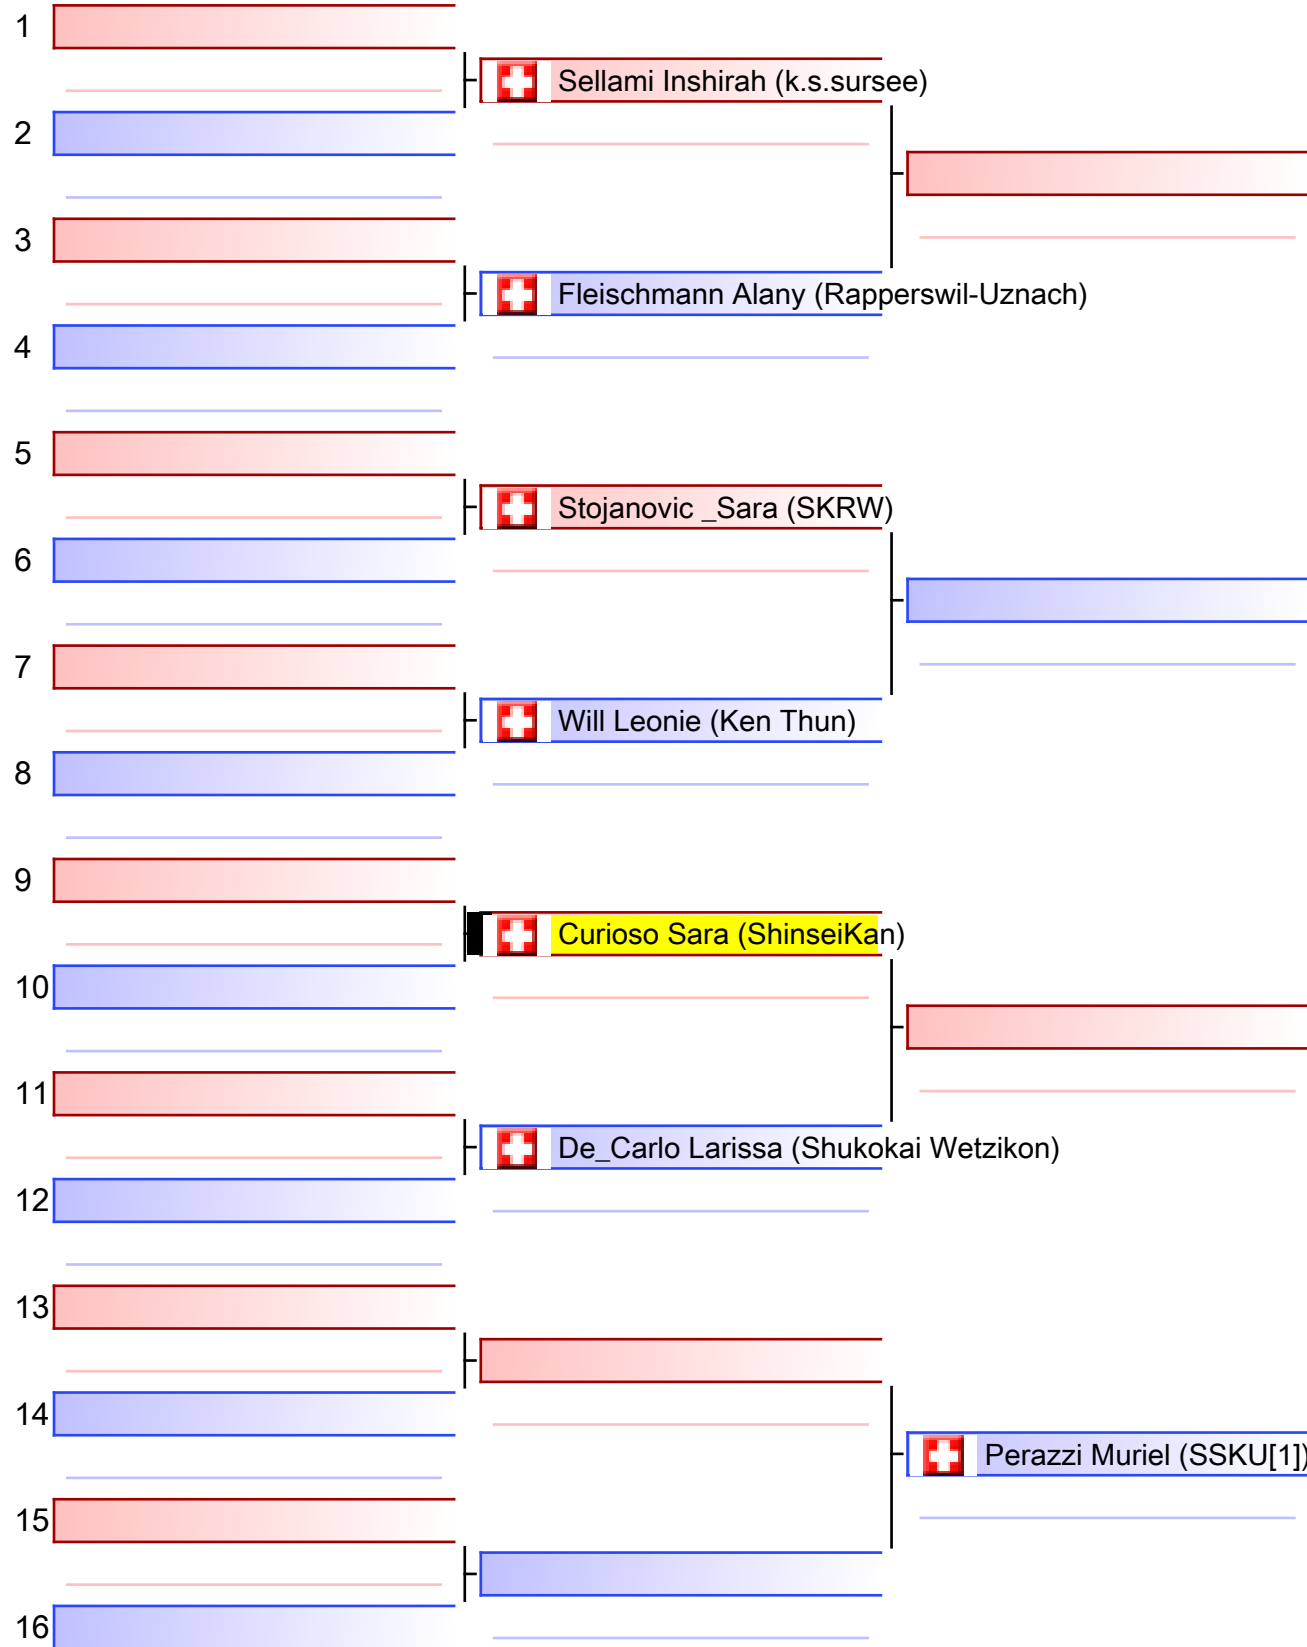 1
Sellami Inshirah (k.s.sursee)
2
3
Fleischmann Alany (Rapperswil-Uznach)
4
5
Stojanovic _Sara (SKRW)
6
7
Will Leonie (Ken Thun)
8
9
Curioso Sara (ShinseiKan)
10
11
De_Carlo Larissa (Shukokai Wetzikon)
12
13
14
Perazzi Muriel (SSKU[1])
15
16